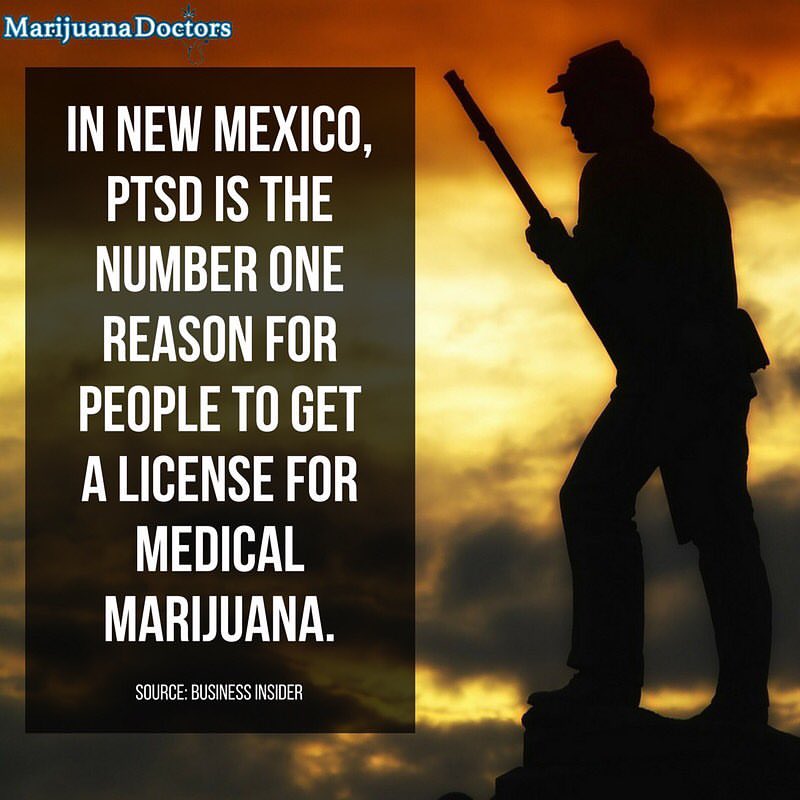 MarijuanaDoctors
IN NEW MEXICO,
PTSD IS THE
NUMBER ONE
REASON FOR
PEOPLE TO GET
A LICENSE FOR
MEDICAL
MARIJUANA.
SOURCE: BUSINESS INSIDER